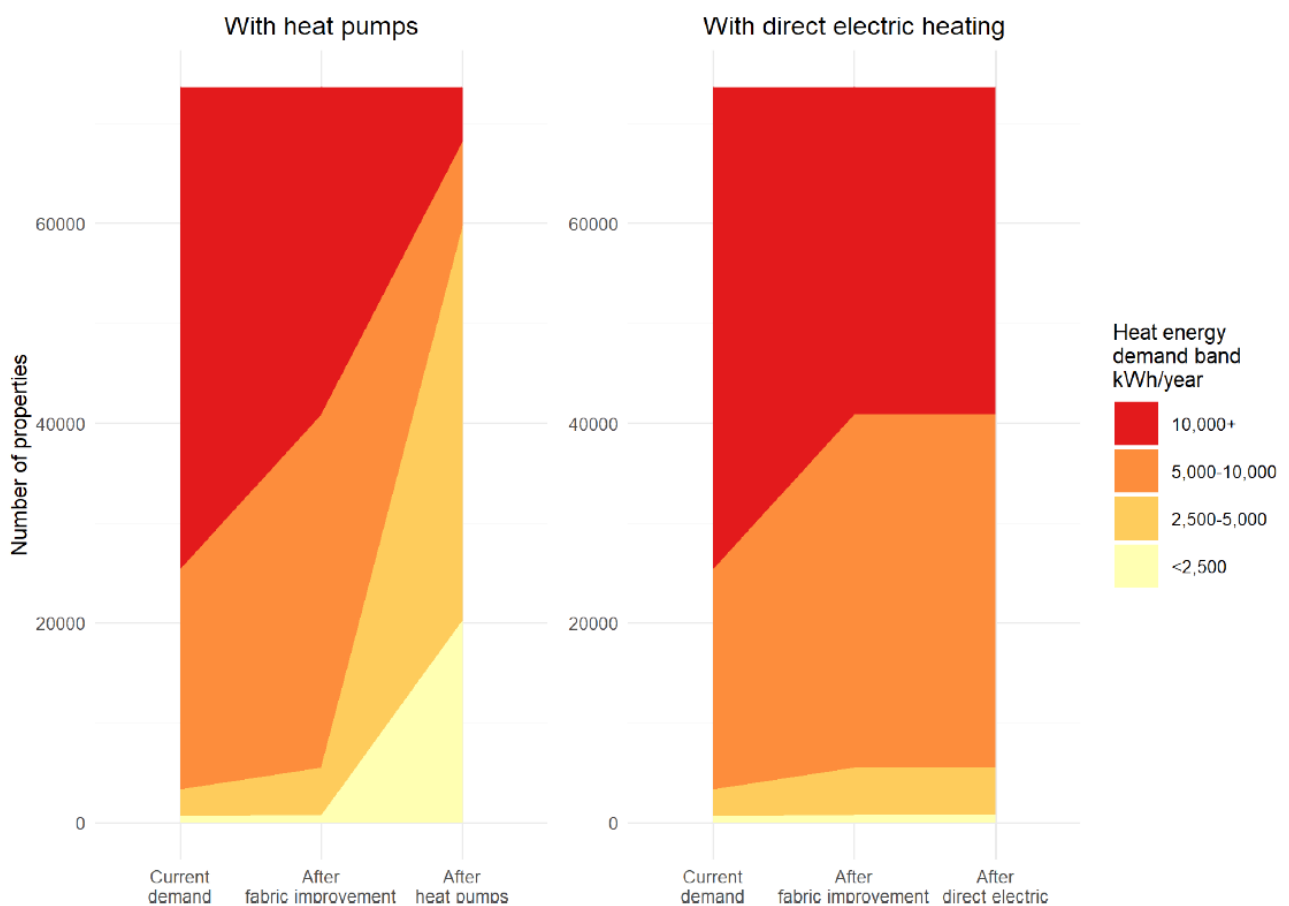 With heat pumps
With direct electric heating
Number of properties
60000
40000
20000
0
60000
40000
20000
0
Current
demand
After
fabric improvement
After
heat pumps
Current
demand
After
fabric improvement
After
direct electric
Heat energy
demand band
kWh/year
10,000+
5,000-10,000
2,500-5,000
<2,500